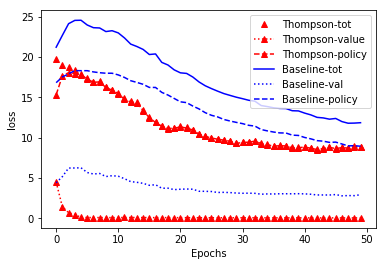 25
20
15
10
5
0
loss
0
10
20
30
40
50
Epochs
Thompson-tot
Thompson-value
Thompson-policy
Baseline-tot
Baseline-val
Baseline-policy